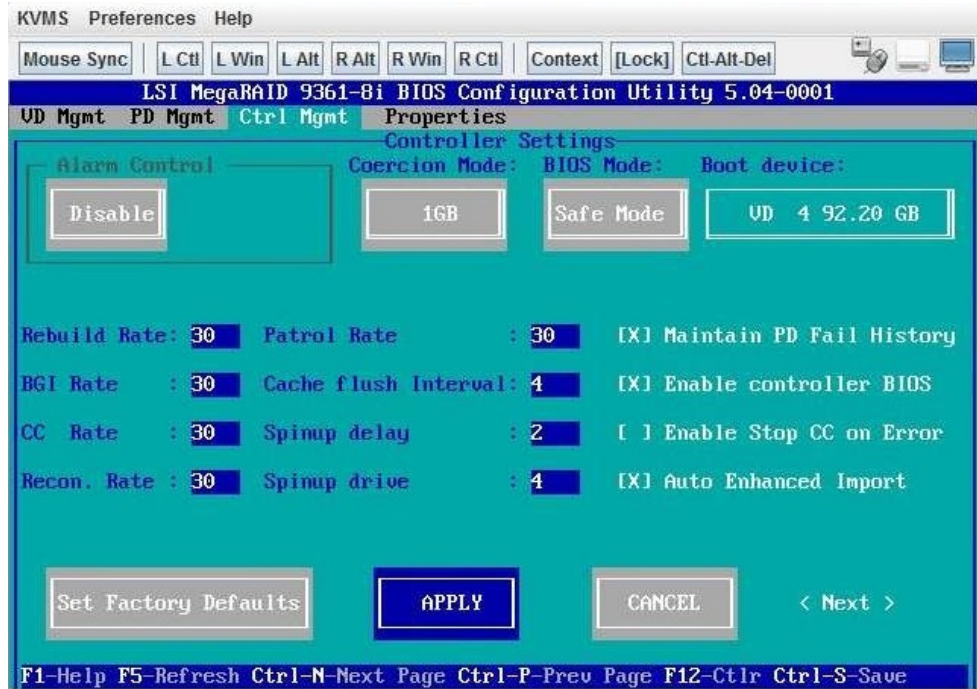 KVMS Preferences Help
Mouse Sync L Ctl L Win L Alt R Alt R Win R Ctl Context [Lock] Ctl-Alt-Del
LSI MegaRAID 9361-8i BIOS Configuration Utility 5.04-0001
VD Mgmt PD Mgmt Ctrl Mgmt Properties
Controller Settings
Alarm Control Coercion Mode: BIOS Mode: Boot device:
Disable 1GB Safe Mode VD 4 92.20 GB
Rebuild Rate: 30 Patrol Rate : 30 [X] Maintain PD Fail History
BGI Rate : 30 Cache flush Interval: 4 [X] Enable controller BIOS
CC Rate : 30 Spinup delay : 2 [ ] Enable Stop CC on Error
Recon. Rate : 30 Spinup drive : 4 [X] Auto Enhanced Import
Set Factory Defaults APPLY CANCEL < Next >
F1-Help F5-Refresh Ctrl-N-Next Page Ctrl-P-Prev Page F12-Ctlr Ctrl-S-Save